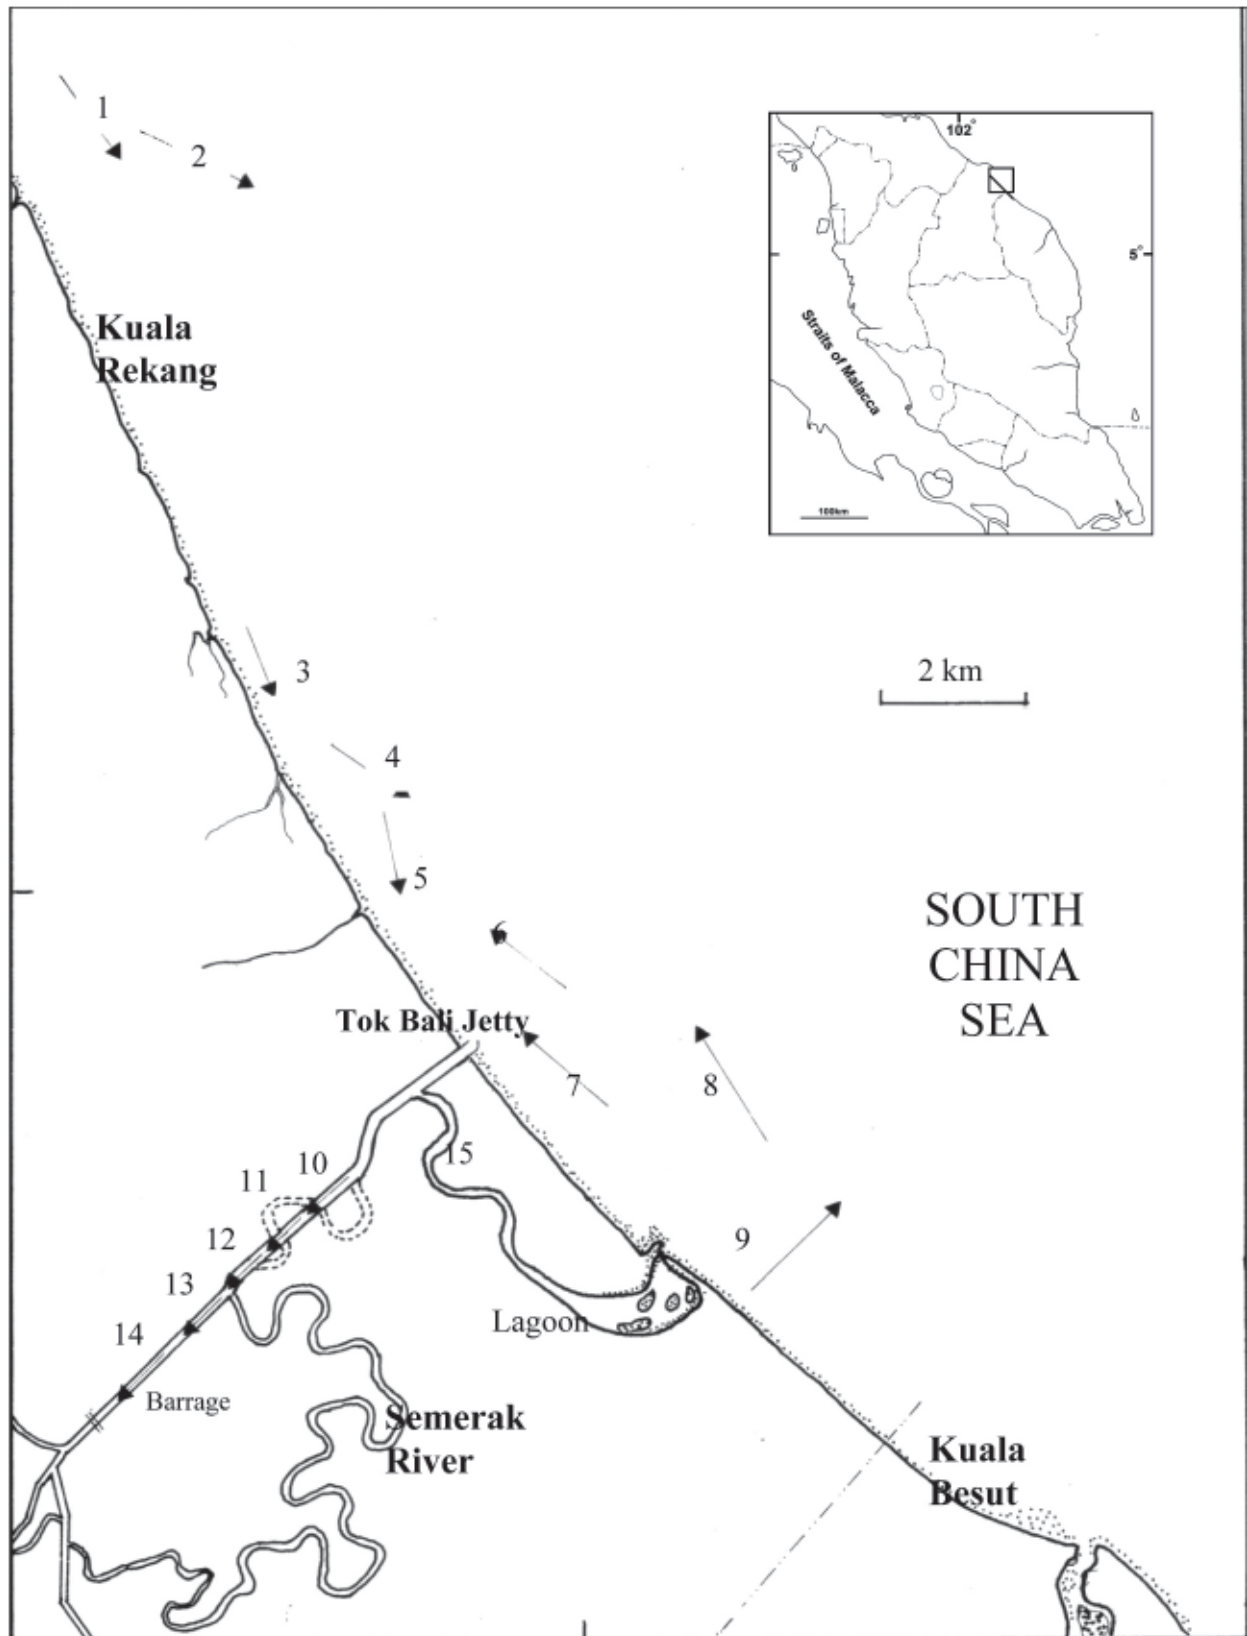 1
2
102°
5°
Straits of Malacca
100km
Kuala
Rekang
3
2 km
4
5
6
SOUTH
CHINA
SEA
Tok Bali Jetty
7
8
15
10
11
12
9
13
Lagoon
14
Barrage
Semerak
River
Kuala
Besut